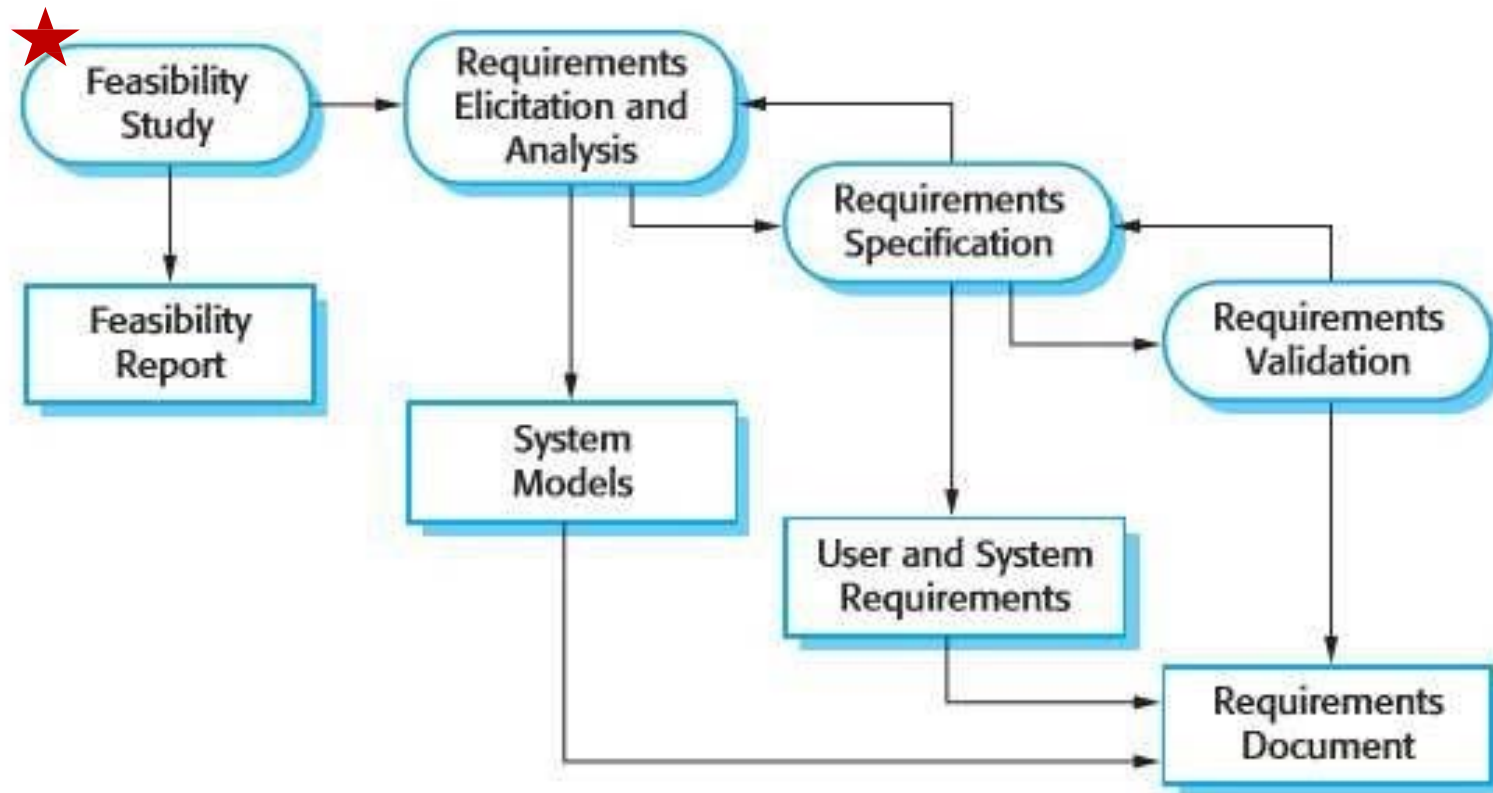 Feasibility
Study
Requirements
Elicitation and
Analysis
Requirements
Specification
Requirements
Validation
Feasibility
Report
System
Models
User and System
Requirements
Requirements
Document